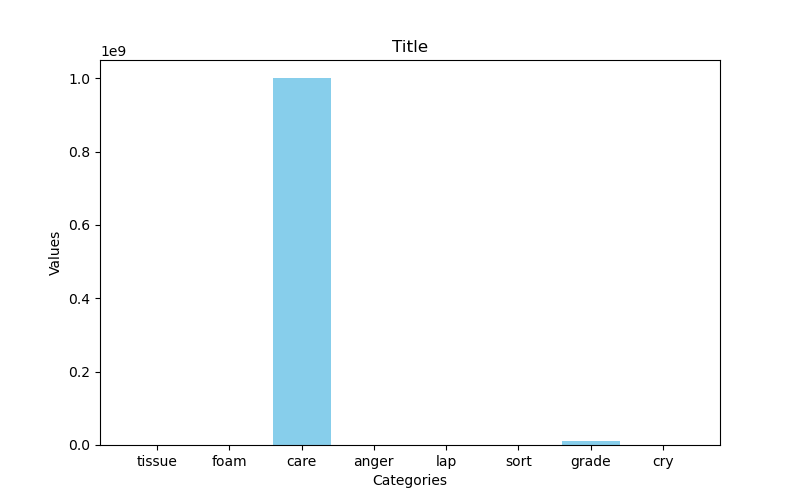 Title
1e9
1.0
0.8
0.6
0.4
0.2
0.0
Values
tissue foam care anger lap sort grade cry
Categories